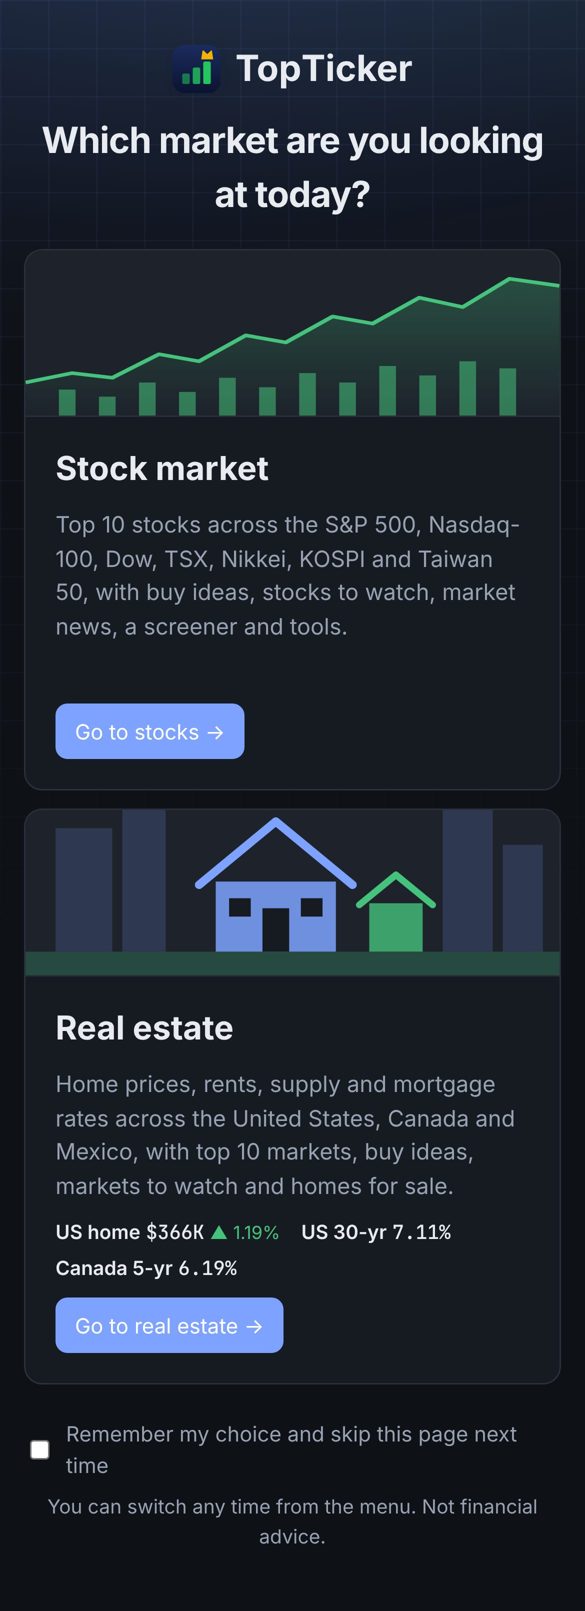 TopTicker
Which market are you looking
at today?
Stock market
Top 10 stocks across the S&P 500, Nasdaq-
100, Dow, TSX, Nikkei, KOSPI and Taiwan
50, with buy ideas, stocks to watch, market
news, a screener and tools.
Go to stocks →
Real estate
Home prices, rents, supply and mortgage
rates across the United States, Canada and
Mexico, with top 10 markets, buy ideas,
markets to watch and homes for sale.
US home $366K ▲ 1.19% US 30-yr 7.11%
Canada 5-yr 6.19%
Go to real estate →
Remember my choice and skip this page next
time
You can switch any time from the menu. Not financial
advice.